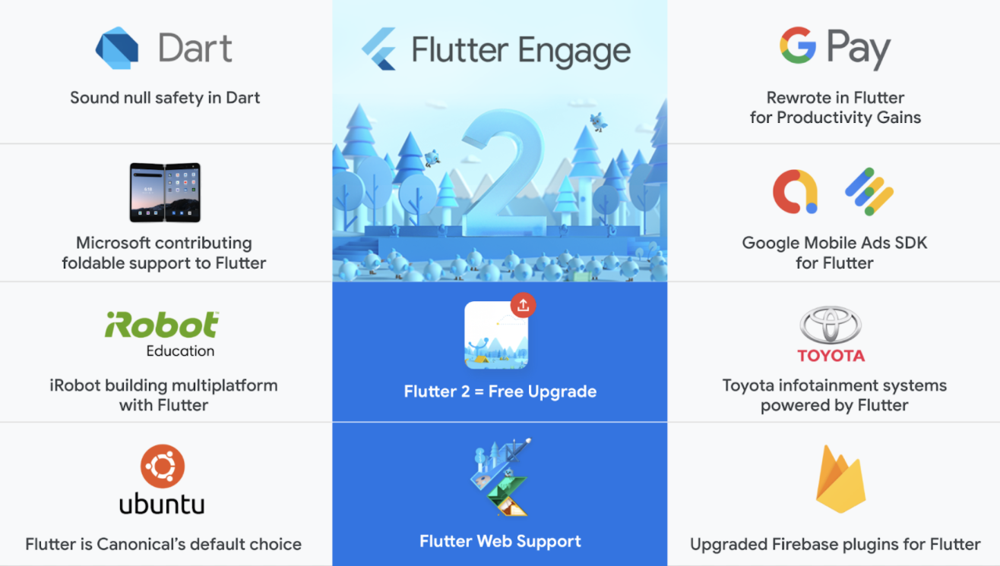 Dart
Sound null safety in Dart
Microsoft contributing
foldable support to Flutter
iRobot™
Education
iRobot building multiplatform
with Flutter
ubuntu
Flutter is Canonical's default choice
Flutter Engage
2
Flutter 2 = Free Upgrade
Flutter Web Support
G Pay
Rewrote in Flutter
for Productivity Gains
Google Mobile Ads SDK
for Flutter
TOYOTA
Toyota infotainment systems
powered by Flutter
Upgraded Firebase plugins for Flutter